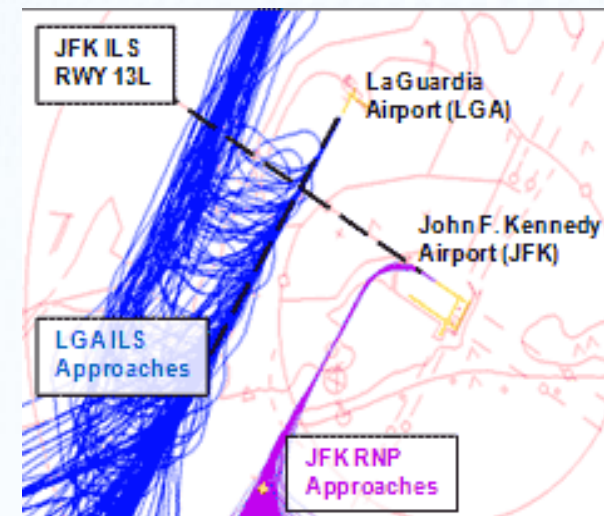 JFK ILS
RWY 13L
LaGuardia
Airport (LGA)
John F. Kennedy
Airport (JFK)
LGA ILS
Approaches
JFK RNP
Approaches